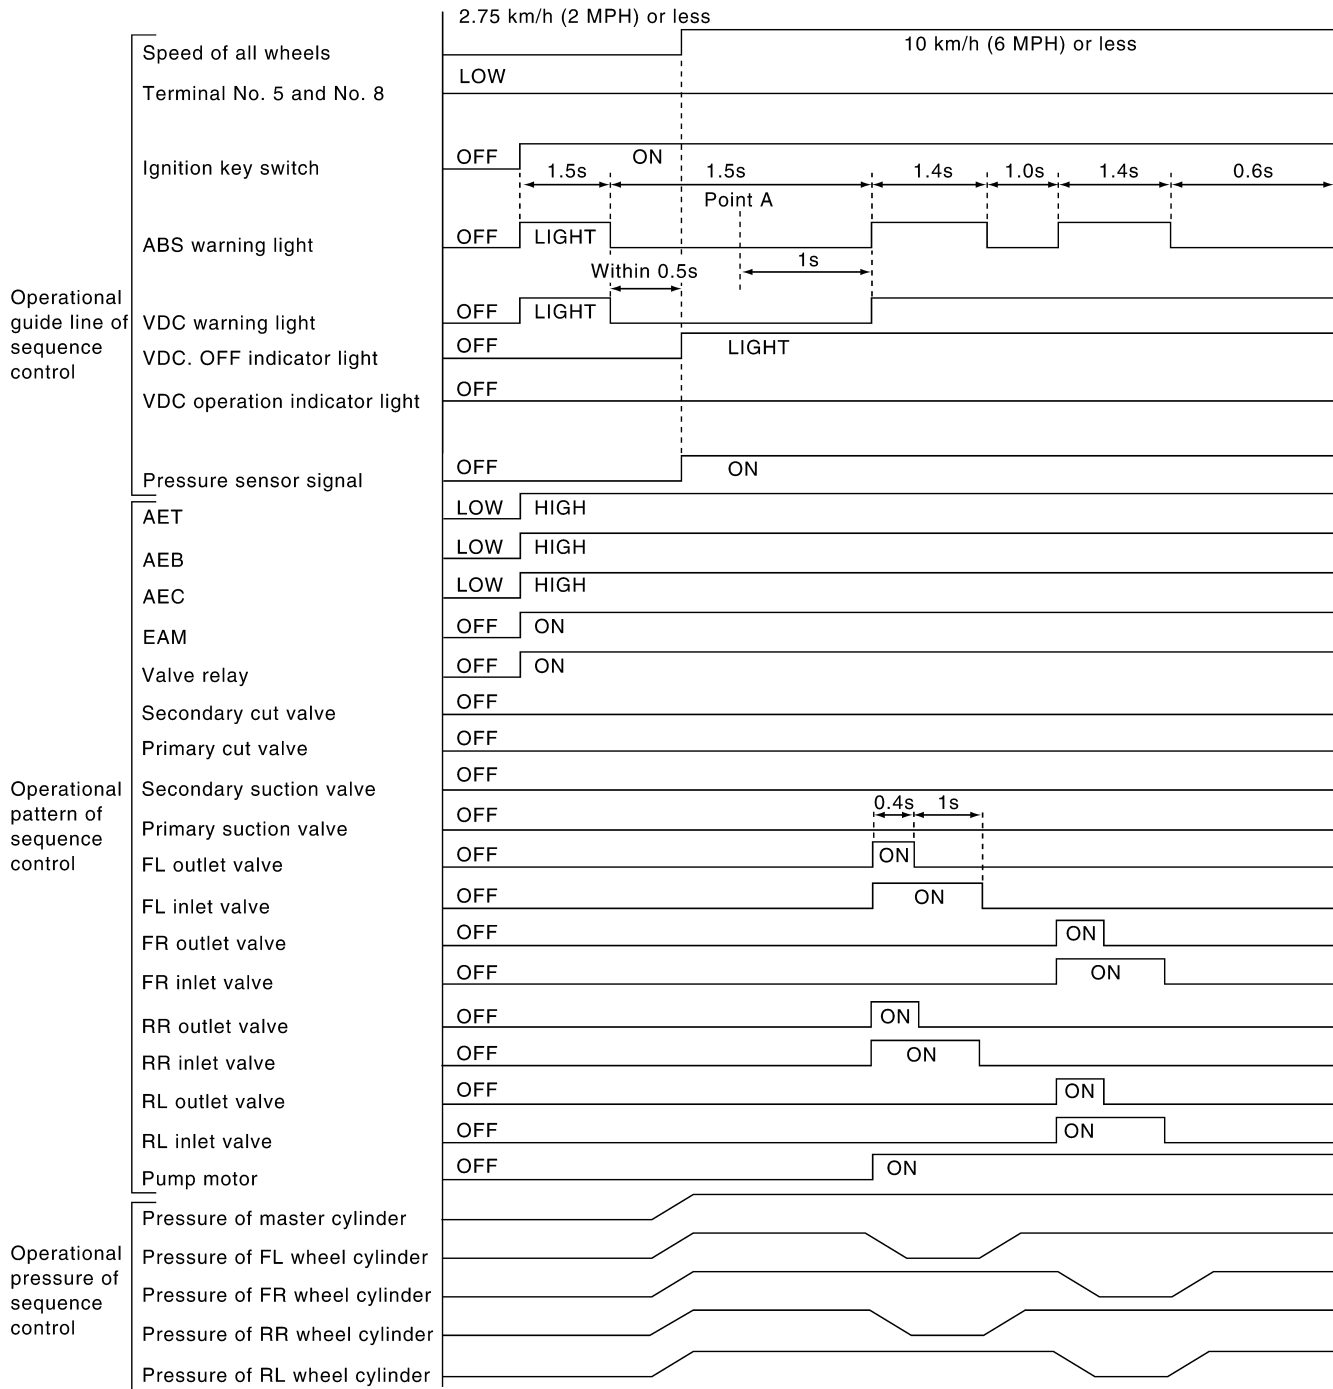 2.75 km/h (2 MPH) or less
Speed of all wheels
10 km/h (6 MPH) or less
LOW
Terminal No. 5 and No. 8
Ignition key switch
OFF
ON
1.5s
1.5s
1.4s
1.0s
1.4s
0.6s
Point A
ABS warning light
OFF
LIGHT
1s
Within 0.5s
Operational
guide line of
sequence
control
VDC warning light
OFF
LIGHT
VDC. OFF indicator light
OFF
LIGHT
VDC operation indicator light
OFF
Pressure sensor signal
OFF
ON
AET
LOW
HIGH
AEB
LOW
HIGH
AEC
LOW
HIGH
EAM
OFF
ON
Valve relay
OFF
ON
Secondary cut valve
OFF
Primary cut valve
OFF
Operational
pattern of
sequence
control
Secondary suction valve
OFF
0.4s
1s
Primary suction valve
OFF
FL outlet valve
OFF
ON
FL inlet valve
OFF
ON
FR outlet valve
OFF
ON
FR inlet valve
OFF
ON
RR outlet valve
OFF
ON
RR inlet valve
OFF
ON
RL outlet valve
OFF
ON
RL inlet valve
OFF
ON
Pump motor
OFF
ON
Operational
pressure of
sequence
control
Pressure of master cylinder
Pressure of FL wheel cylinder
Pressure of FR wheel cylinder
Pressure of RR wheel cylinder
Pressure of RL wheel cylinder